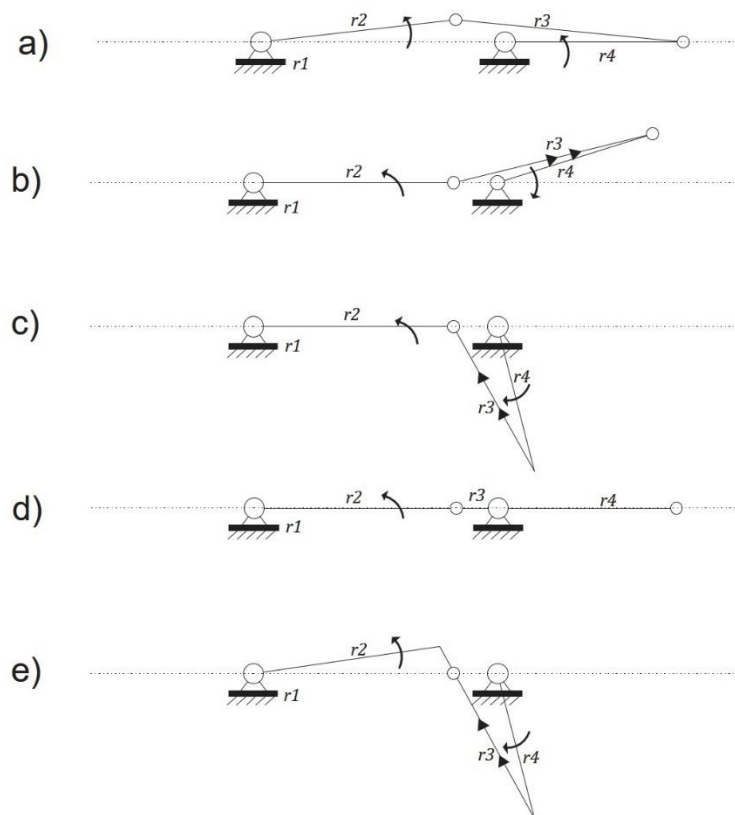 a) r1 r2 r3 r4
b) r1 r2 r3 r4
c) r1 r2 r3 r4
d) r1 r2 r3 r4
e) r1 r2 r3 r4